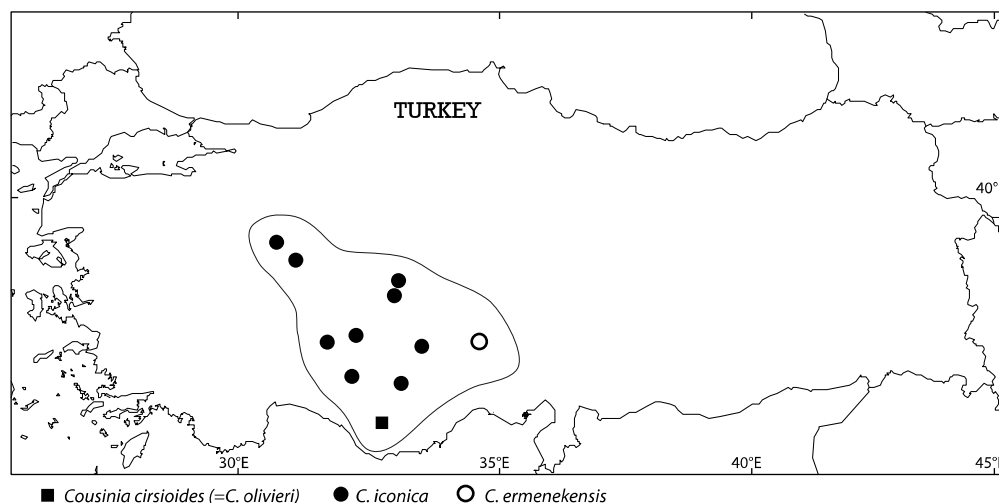 TURKEY
40°
30°E 35°E 40°E 45°
Cousinia cirsioides (=C. olivieri) C. iconica C. ermenekensis